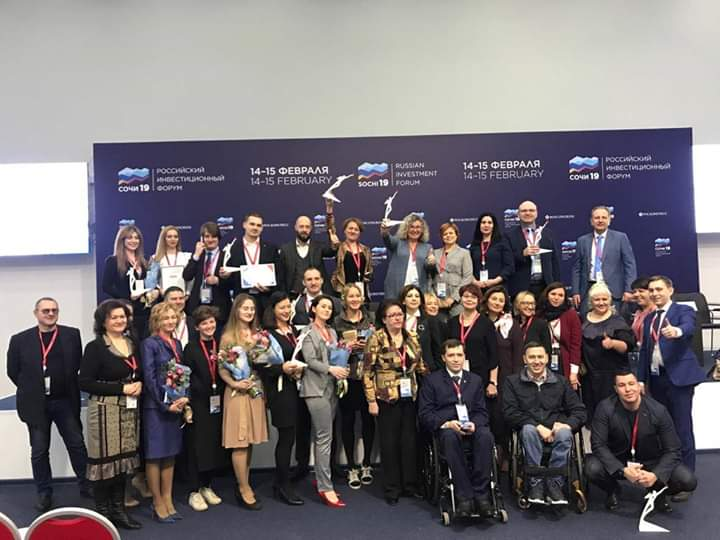 СОЧИ 19
РОССИЙСКИЙ
ИНВЕСТИЦИОННЫЙ
ФОРУМ
14–15 ФЕВРАЛЯ
14–15 FEBRUARY
SOCHI 19
RUSSIAN
INVESTMENT
FORUM
14–15 ФЕВРАЛЯ
14–15 FEBRUARY
СОЧИ 19
РОССИЙСКИЙ
ИНВЕСТИЦИОННЫЙ
ФОРУМ